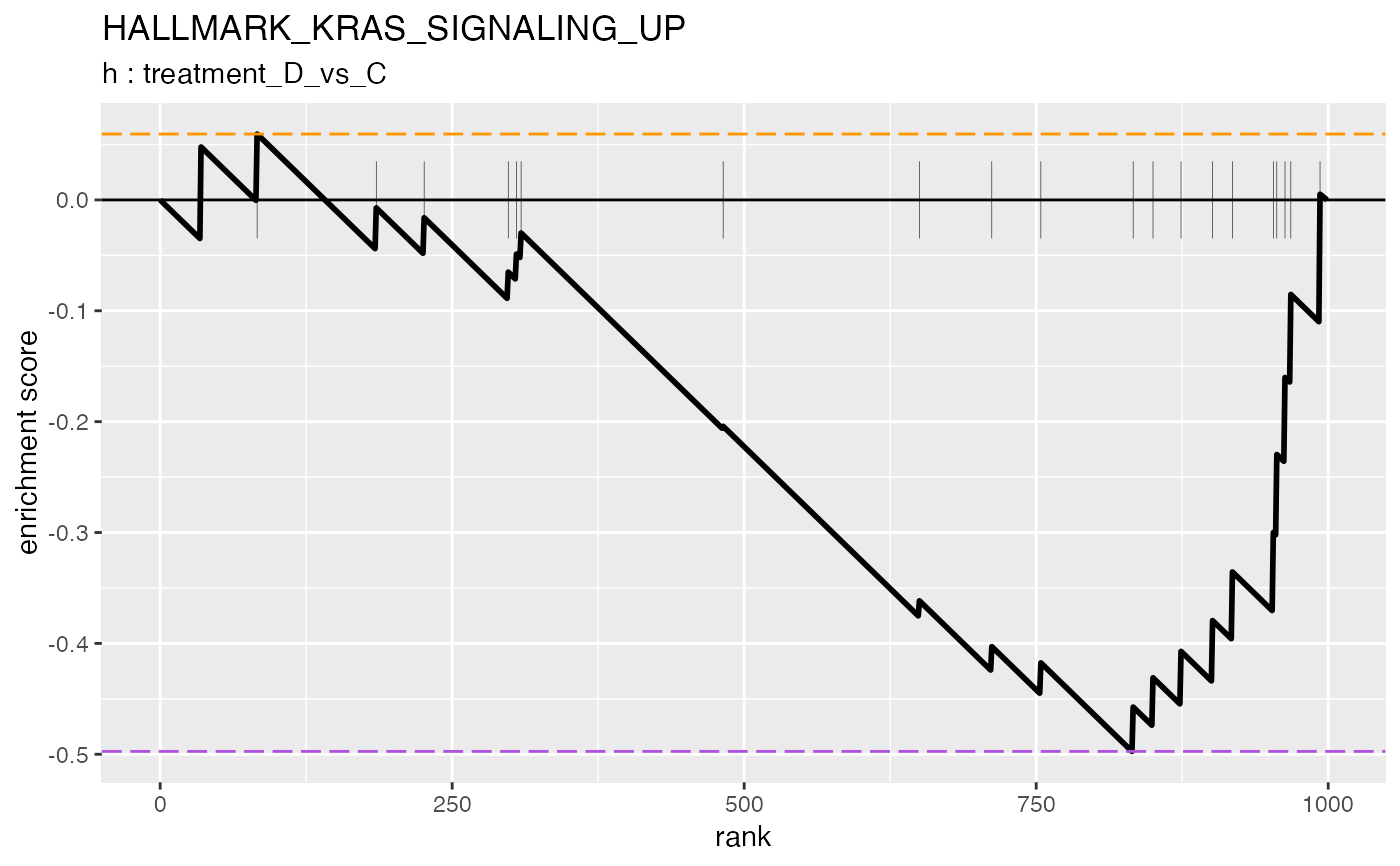 HALLMARK_KRAS_SIGNALING_UP
h : treatment_D_vs_C
enrichment score
0.0
-0.1
-0.2
-0.3
-0.4
-0.5
0 250 500 750 1000
rank